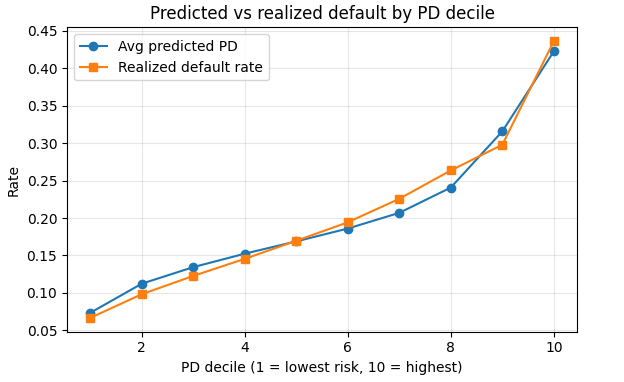 Predicted vs realized default by PD decile
Avg predicted PD
Realized default rate
Rate
0.45
0.40
0.35
0.30
0.25
0.20
0.15
0.10
0.05
2 4 6 8 10
PD decile (1 = lowest risk, 10 = highest)